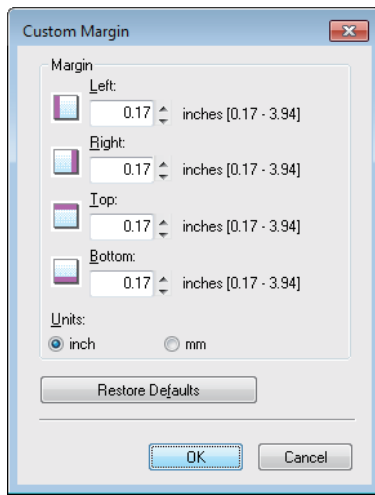 Custom Margin
Margin
Left:
0.17 inches [0.17 - 3.94]
Right:
0.17 inches [0.17 - 3.94]
Top:
0.17 inches [0.17 - 3.94]
Bottom:
0.17 inches [0.17 - 3.94]
Units:
inch mm
Restore Defaults
OK Cancel